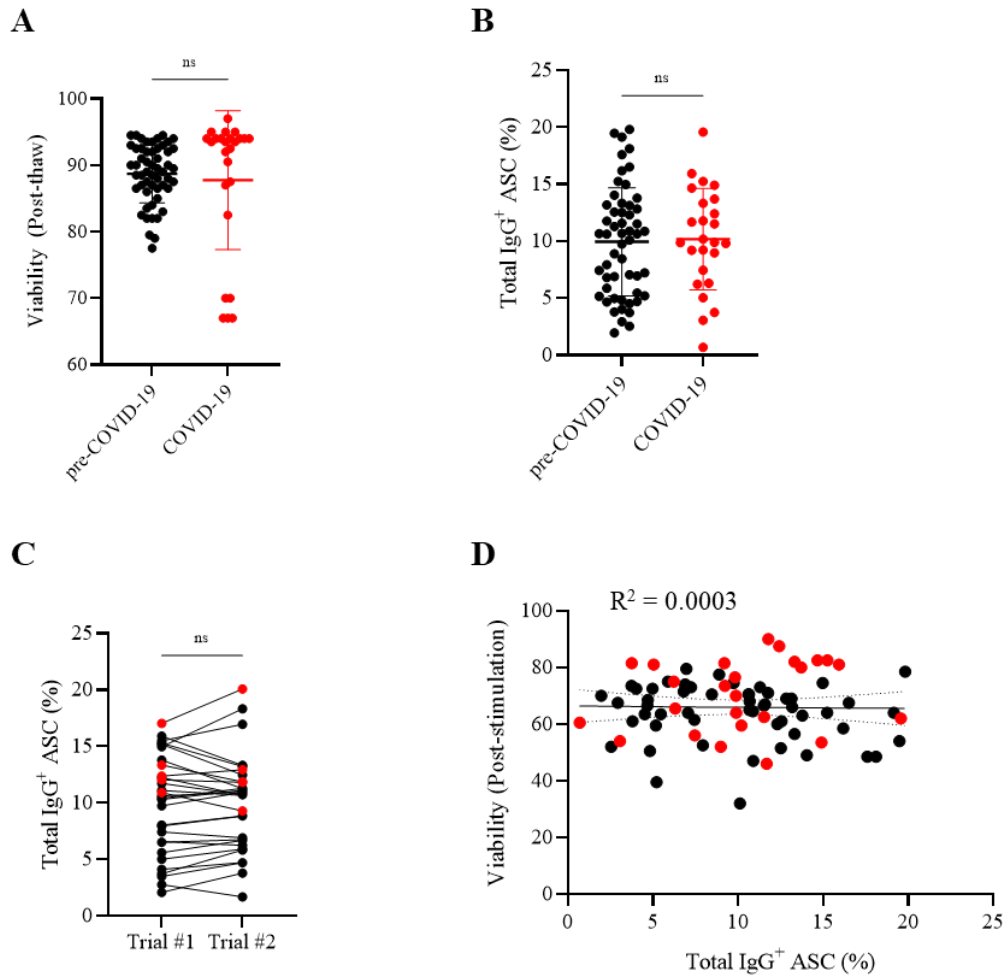 A
ns
Viability (Post-thaw)
100
90
80
70
60
pre-COVID-19
COVID-19
B
ns
Total IgG⁺ ASC (%)
25
20
15
10
5
0
pre-COVID-19
COVID-19
C
ns
Total IgG⁺ ASC (%)
25
20
15
10
5
0
Trial #1 Trial #2
D
R² = 0.0003
Viability (Post-stimulation)
100
80
60
40
20
0
0 5 10 15 20 25
Total IgG⁺ ASC (%)